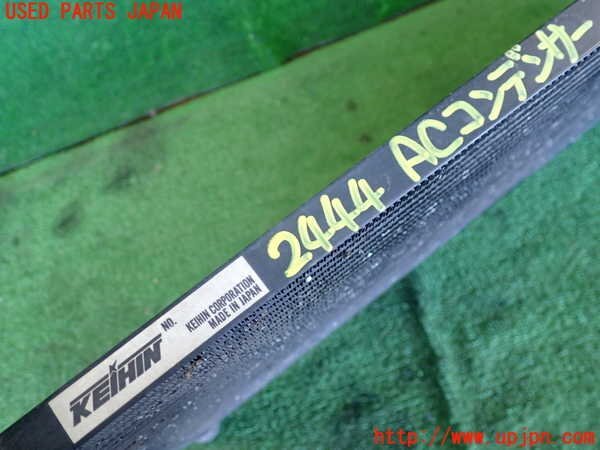 USED PARTS JAPAN
2444 ACコンデンサー
NO.
KEIHIN CORPORATION
MADE IN JAPAN
KEIHIN
http://www.upjpn.com/